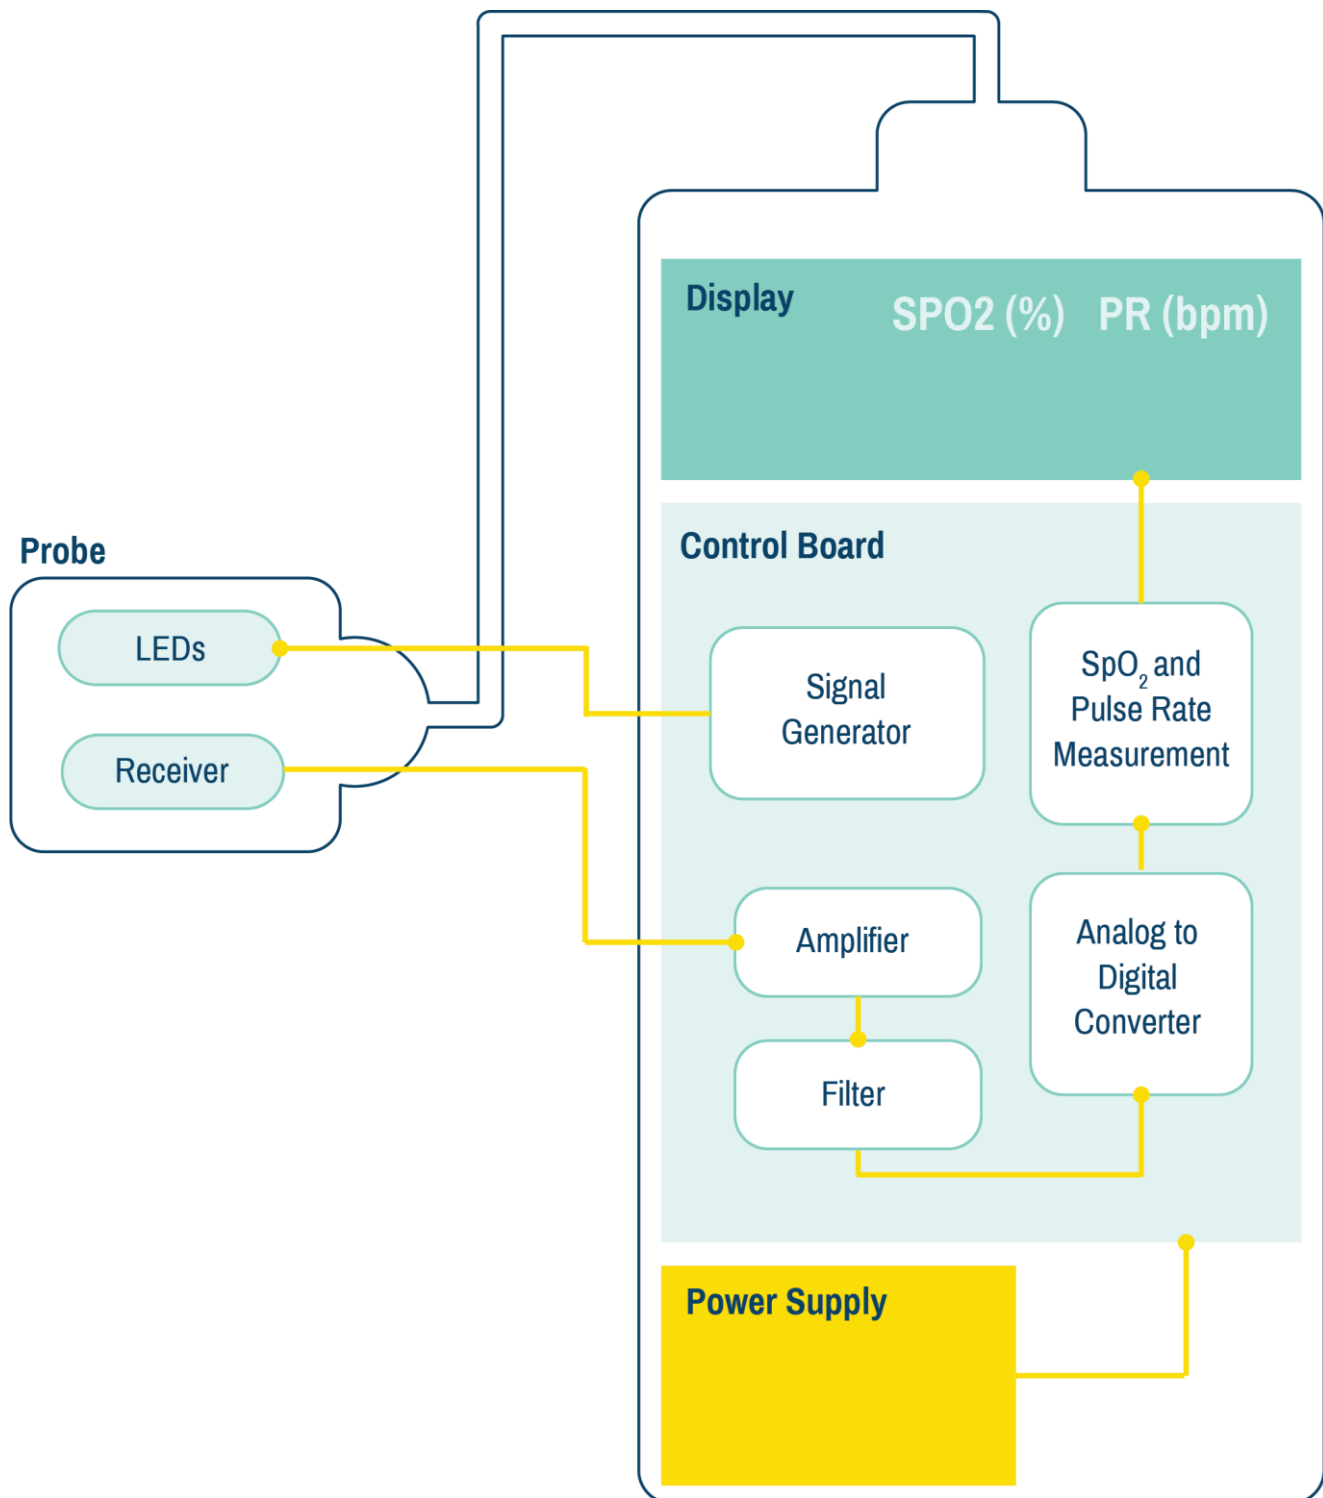 Display
SPO2 (%) PR (bpm)
Probe
LEDs
Receiver
Control Board
Signal
Generator
SpO₂ and
Pulse Rate
Measurement
Amplifier
Analog to
Digital
Converter
Filter
Power Supply